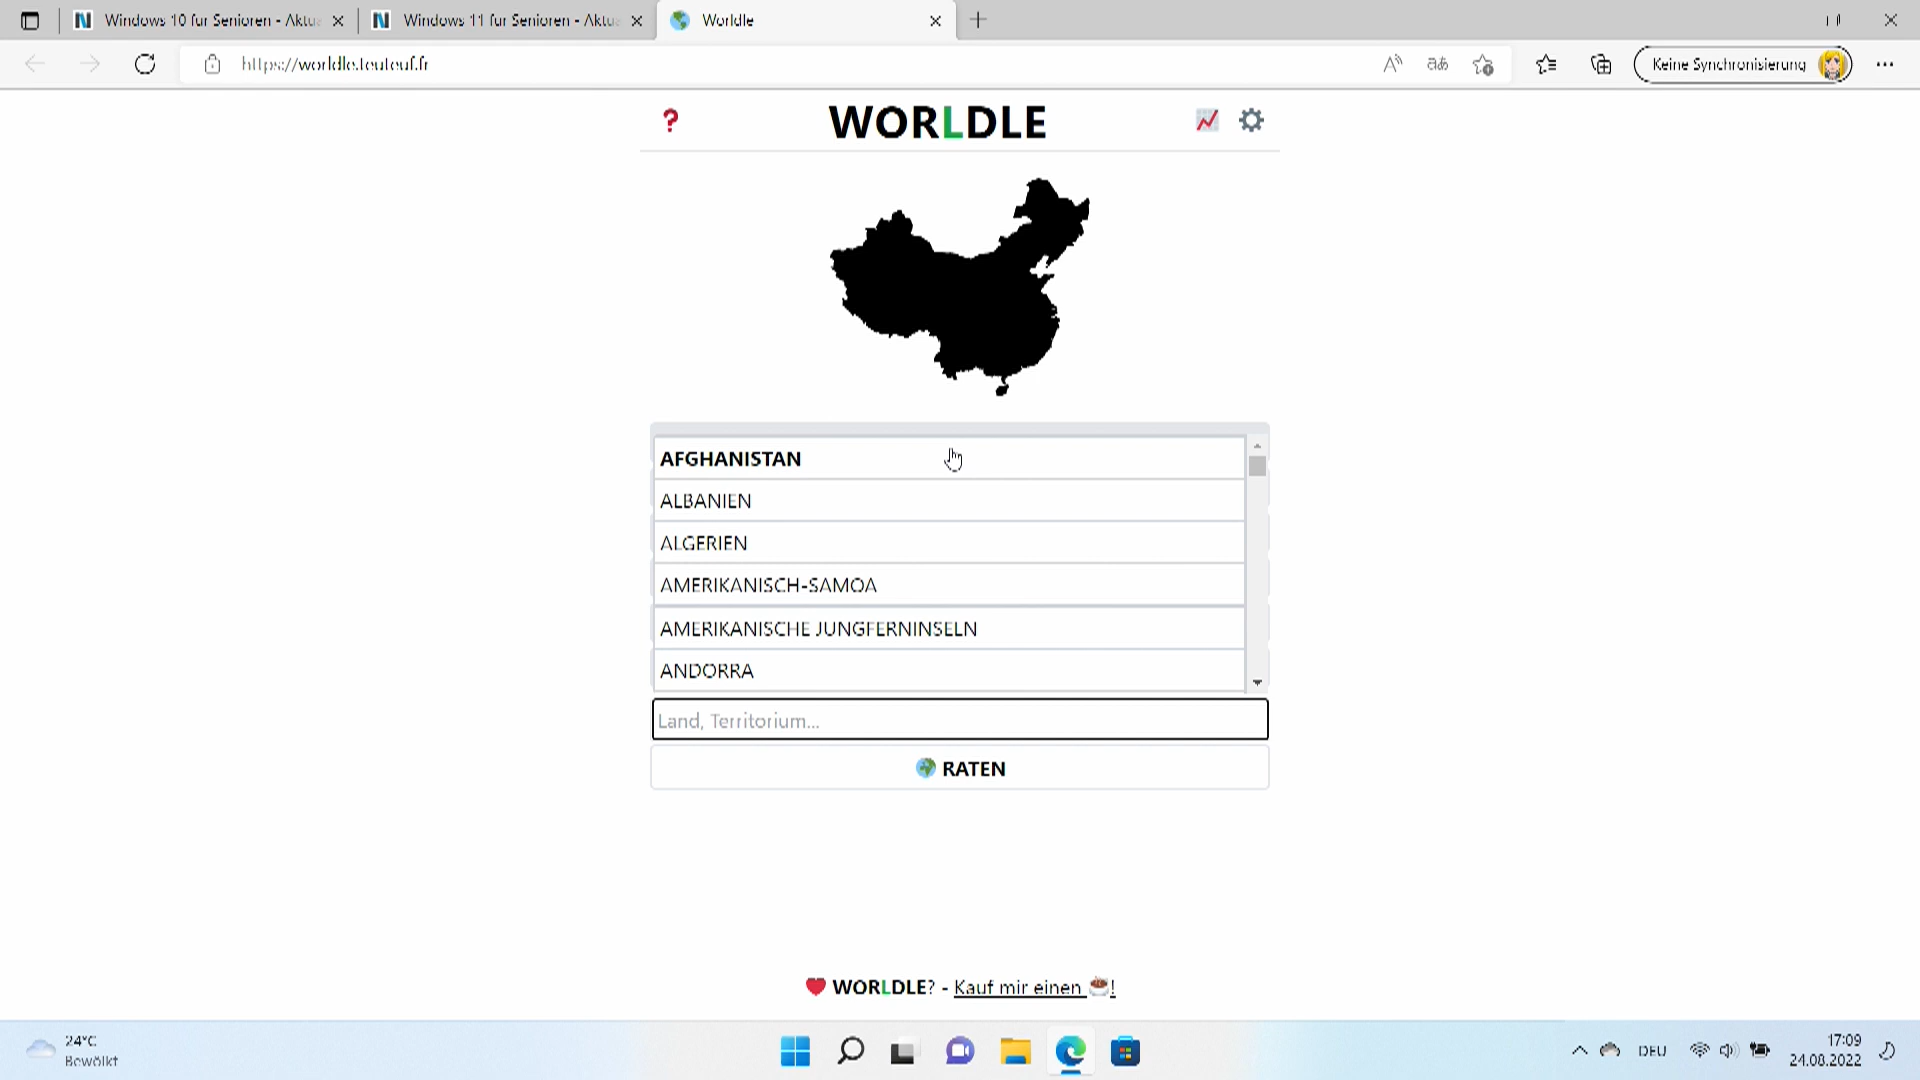 Windows 10 für Senioren - Aktu
Windows 11 für Senioren - Aktu
Worldle
https://worldle.teuteuf.fr
Keine Synchronisierung
WORLDLE
AFGHANISTAN
ALBANIEN
ALGERIEN
AMERIKANISCH-SAMOA
AMERIKANISCHE JUNGFERNINSELN
ANDORRA
Land, Territorium...
RATEN
WORLDLE? - Kauf mir einen !
24°C
Bewölkt
DEU
17:09
24.08.2022